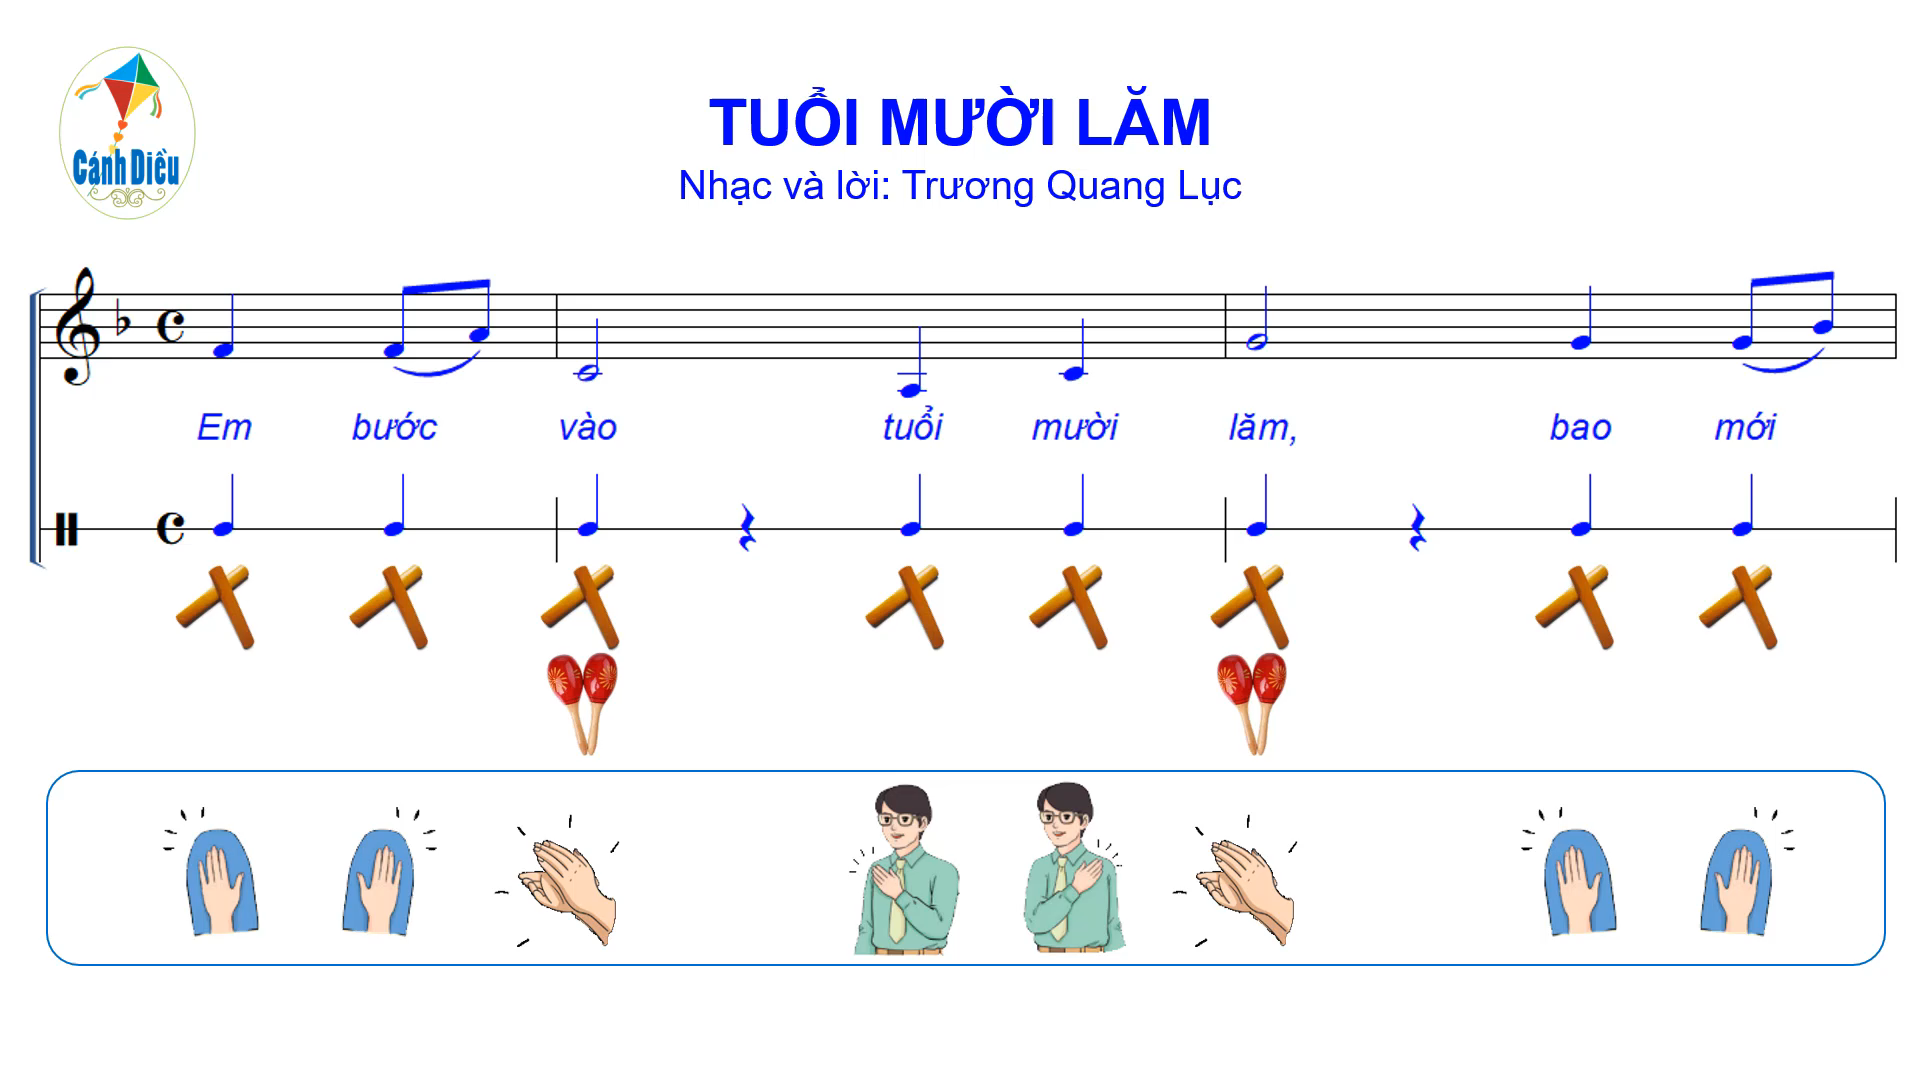 Cánh Diều
TUỔI MƯỜI LĂM
Nhạc và lời: Trương Quang Lục
Em bước vào tuổi mười lăm, bao mới